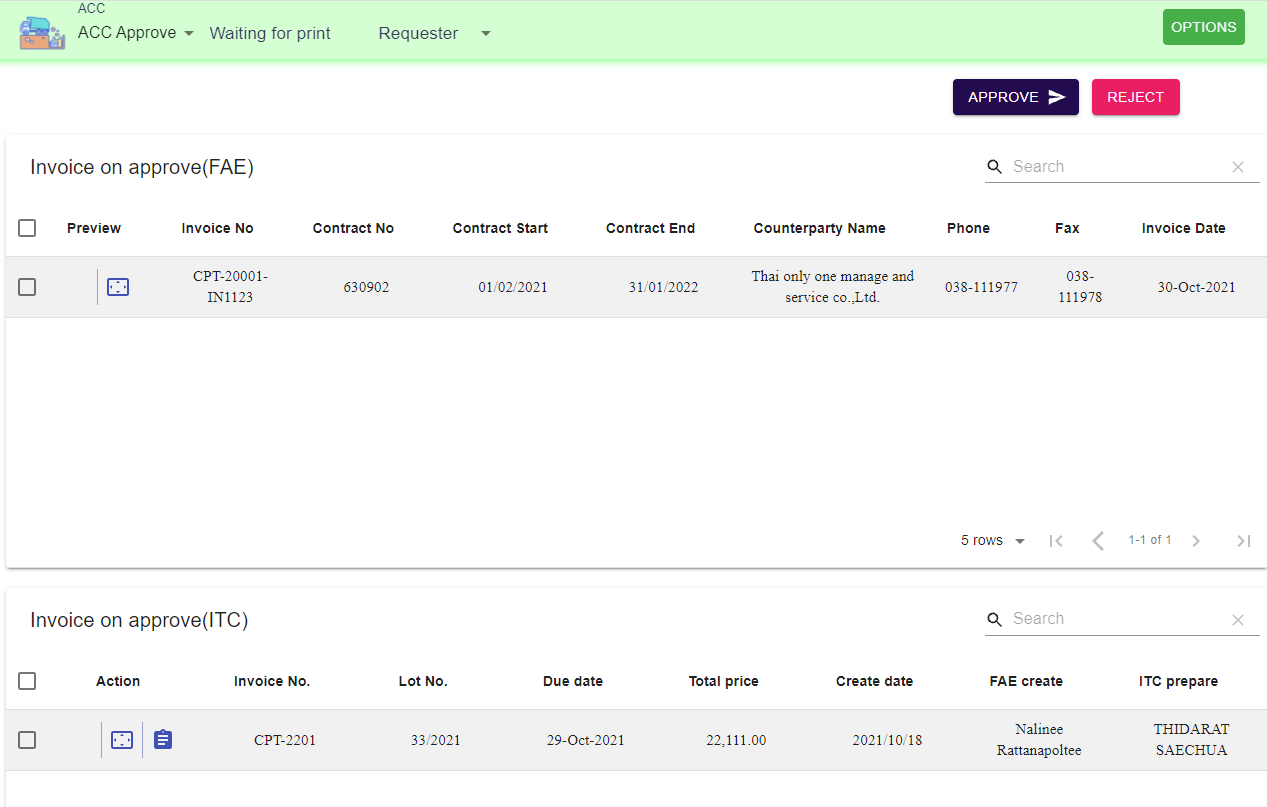 ACC
ACC Approve Waiting for print Requester OPTIONS
APPROVE REJECT
Invoice on approve(FAE) Search
Preview Invoice No Contract No Contract Start Contract End Counterparty Name Phone Fax Invoice Date
CPT-20001-
IN1123
630902 01/02/2021 31/01/2022
Thai only one manage and
service co.,Ltd.
038-111977
038-
111978
30-Oct-2021
5 rows 1-1 of 1
Invoice on approve(ITC) Search
Action Invoice No. Lot No. Due date Total price Create date FAE create ITC prepare
CPT-2201 33/2021 29-Oct-2021 22,111.00 2021/10/18
Nalinee
Rattanapoltee
THIDARAT
SAECHUA